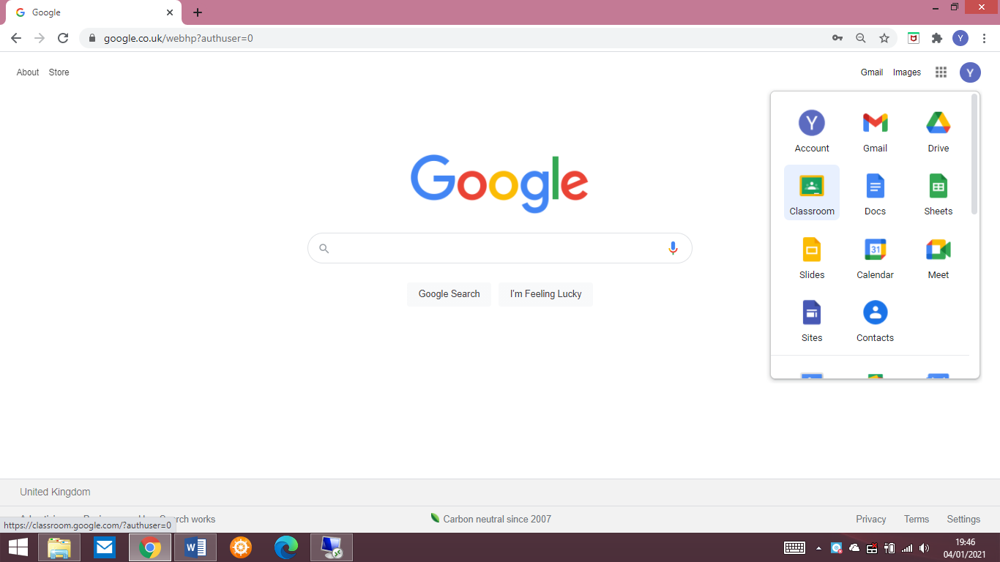 Google
google.co.uk/webhp?authuser=0
Y
About Store
Gmail Images
Y
Y
Account Gmail Drive
Classroom Docs Sheets
31
Slides Calendar Meet
Sites Contacts
Google
Google Search I'm Feeling Lucky
United Kingdom
Search works
Carbon neutral since 2007
Privacy Terms Settings
https://classroom.google.com/?authuser=0
19:46
04/01/2021